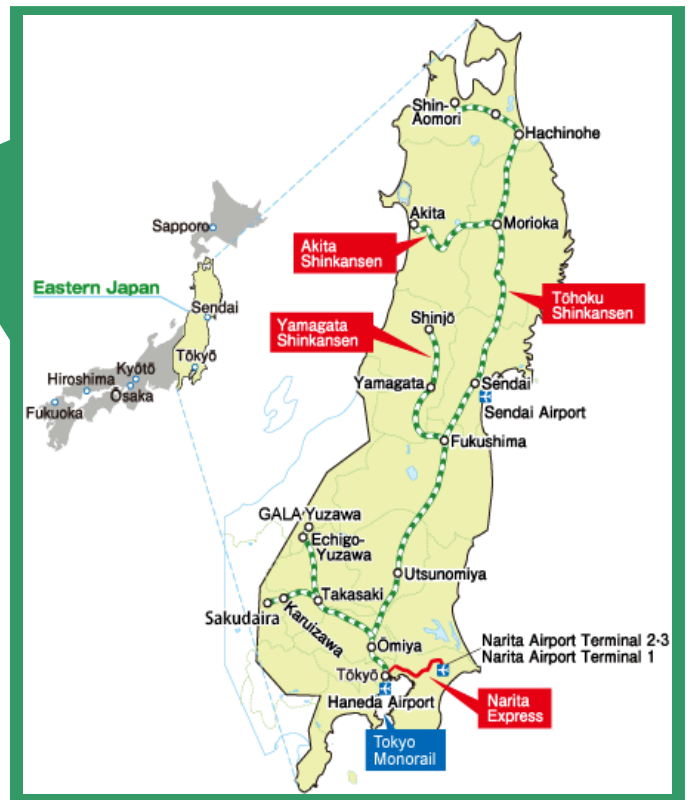 Shin-
Aomori
Hachinohe
Akita
Morioka
Sapporo
Akita
Shinkansen
Eastern Japan
Tōhoku
Shinkansen
Sendai
Shinjō
Yamagata
Shinkansen
Kyōtō
Tōkyō
Hiroshima
Ōsaka
Fukuoka
Yamagata
Sendai
Sendai Airport
Fukushima
GALA Yuzawa
Echigo-
Yuzawa
Utsunomiya
Takasaki
Sakudaira
Karuizawa
Ōmiya
Narita Airport Terminal 2-3
Narita Airport Terminal 1
Tōkyō
Haneda Airport
Narita
Express
Tokyo
Monorail